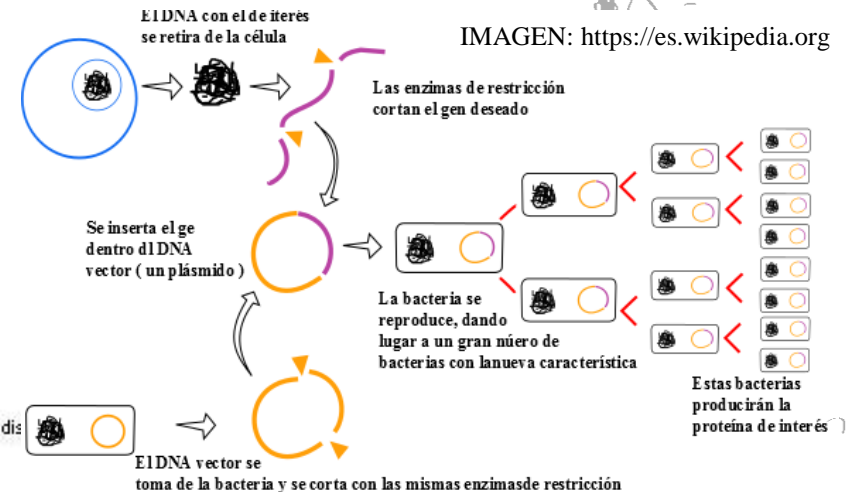 El DNA con el de iterés
se retira de la célula
IMAGEN: https://es.wikipedia.org
Las enzimas de restricción
cortan el gen deseado
Se inserta el ge
dentro dl DNA
vector ( un plásmido )
La bacteria se
reproduce, dando
lugar a un gran núero de
bacterias con lanueva característica
Estas bacterias
producirán la
proteína de interés
dis
El DNA vector se
toma de la bacteria y se corta con las mismas enzimasde restricción